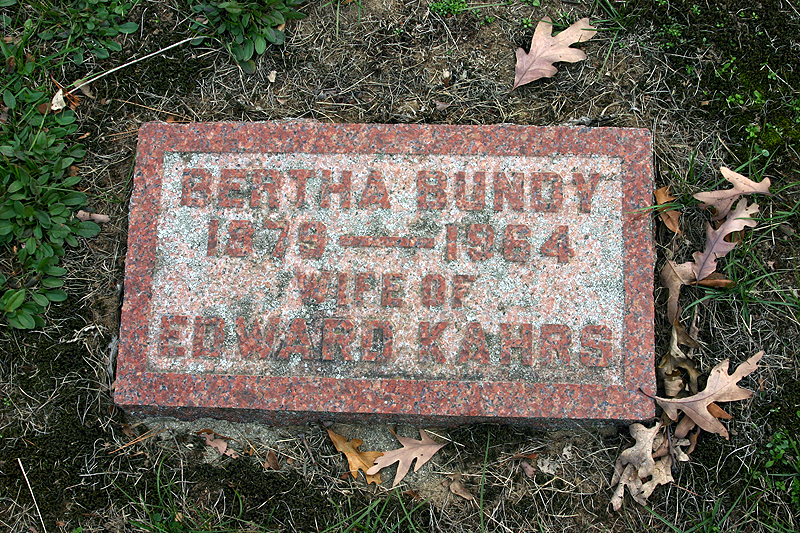 BERTHA BUNDY
1879 — 1964
WIFE OF
EDWARD KAHRS